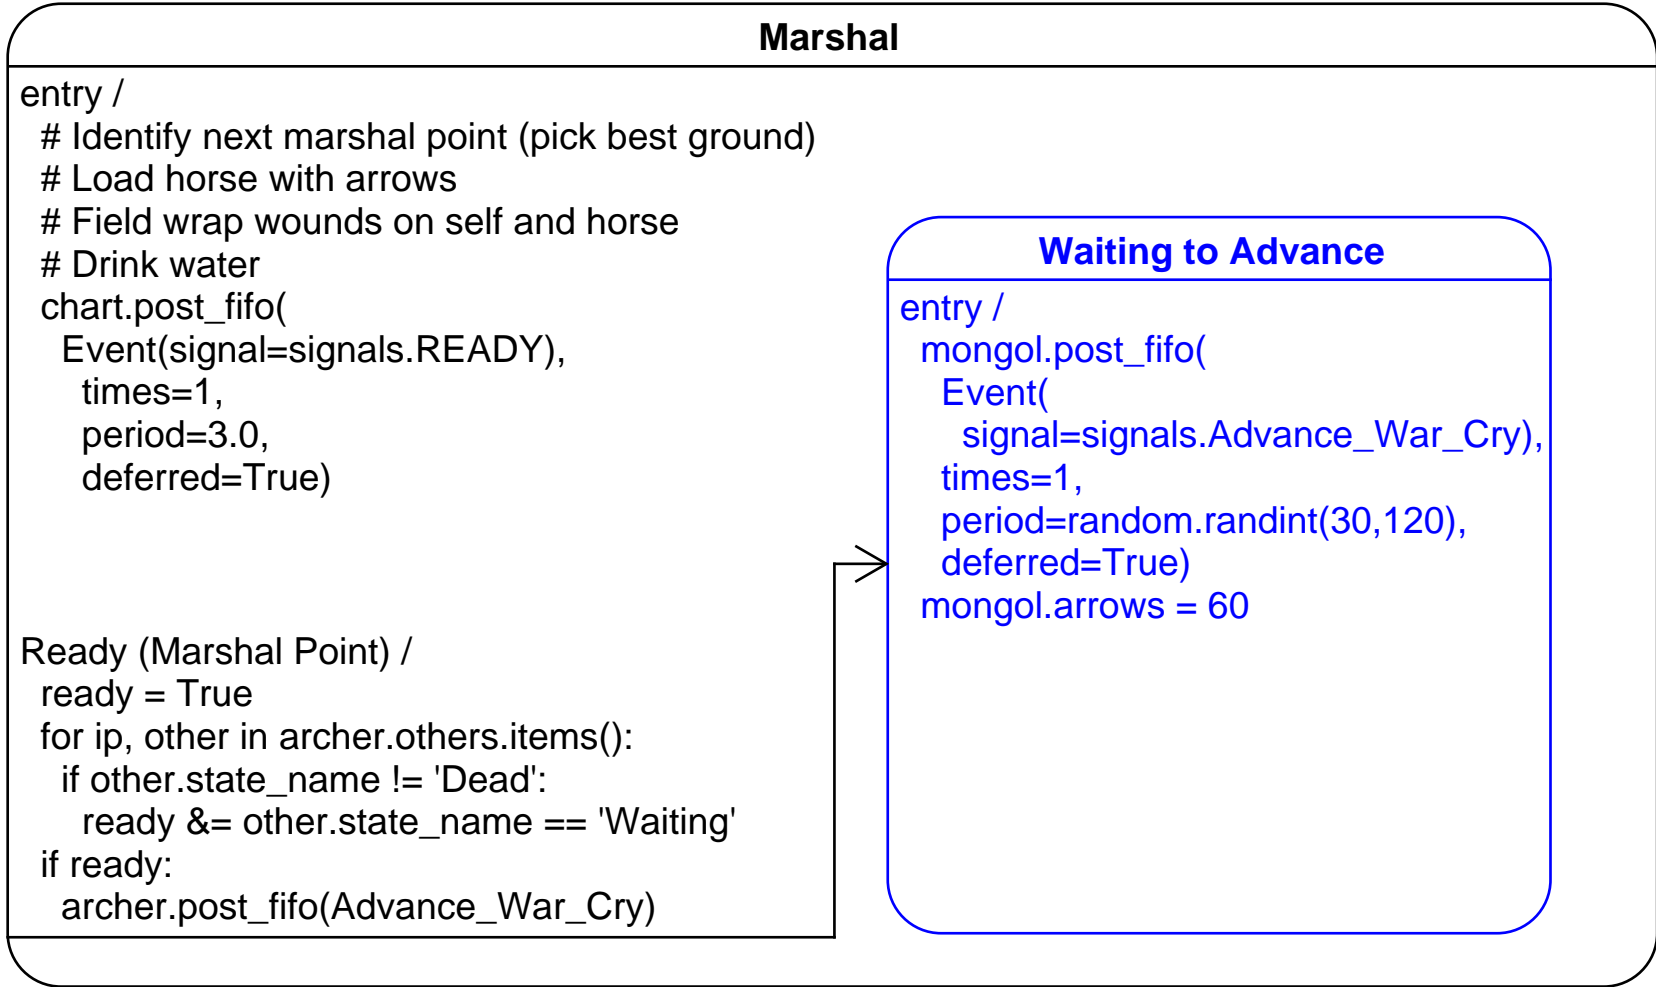 Marshal
entry /
# Identify next marshal point (pick best ground)
# Load horse with arrows
# Field wrap wounds on self and horse
# Drink water
chart.post_fifo(
Event(signal=signals.READY),
times=1,
period=3.0,
deferred=True)
Ready (Marshal Point) /
ready = True
for ip, other in archer.others.items():
if other.state_name != 'Dead':
ready &= other.state_name == 'Waiting'
if ready:
archer.post_fifo(Advance_War_Cry)
Waiting to Advance
entry /
mongol.post_fifo(
Event(
signal=signals.Advance_War_Cry),
times=1,
period=random.randint(30,120),
deferred=True)
mongol.arrows = 60